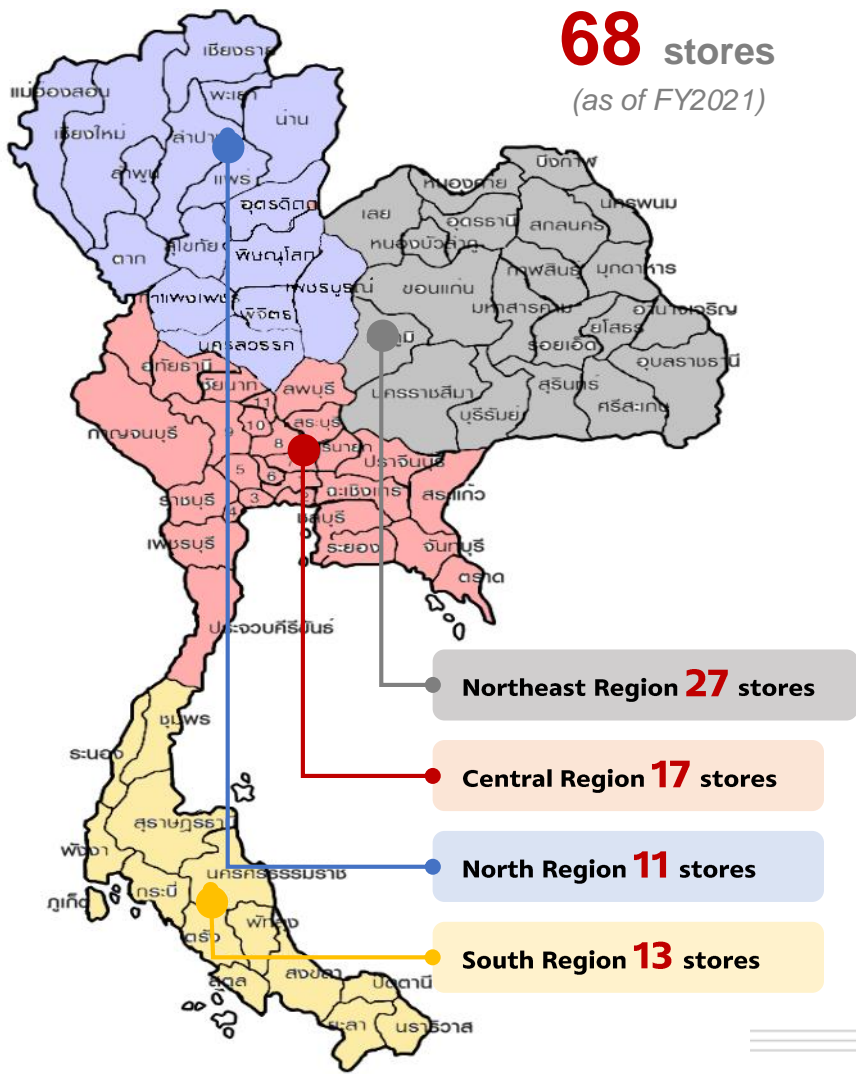 68 stores
(as of FY2021)
เชียงราย
แม่ฮ่องสอน
พะเยา
น่าน
เชียงใหม่
ลำพูน
แพร่
บึงกาฬ
หนองคาย
นครพนม
เลย
อุดรธานี
สกลนคร
หนองบัวลำภู
ตาก
สุโขทัย
พิษณุโลก
กาฬสินธุ์
มุกดาหาร
ขอนแก่น
เพชรบูรณ์
กำแพงเพชร
พิจิตร
มหาสารคาม
อำนาจเจริญ
ยโสธร
ร้อยเอ็ด
นครสวรรค์
อุบลราชธานี
อุทัยธานี
ชัยนาท
ลพบุรี
นครราชสีมา
สุรินทร์
บุรีรัมย์
ศรีสะเกษ
11
10
9
8
สระบุรี
กาญจนบุรี
ปราจีนบุรี
5
6
ราชบุรี
3
4
ฉะเชิงเทรา
สระแก้ว
ชลบุรี
เพชรบุรี
ระยอง
จันทบุรี
ตราด
ประจวบคีรีขันธ์
Northeast Region 27 stores
ชุมพร
ระนอง
Central Region 17 stores
สุราษฎร์ธานี
พังงา
North Region 11 stores
นครศรีธรรมราช
กระบี่
ภูเก็ต
พัทลุง
ตรัง
South Region 13 stores
สงขลา
สตูล
ปัตตานี
ยะลา
นราธิวาส